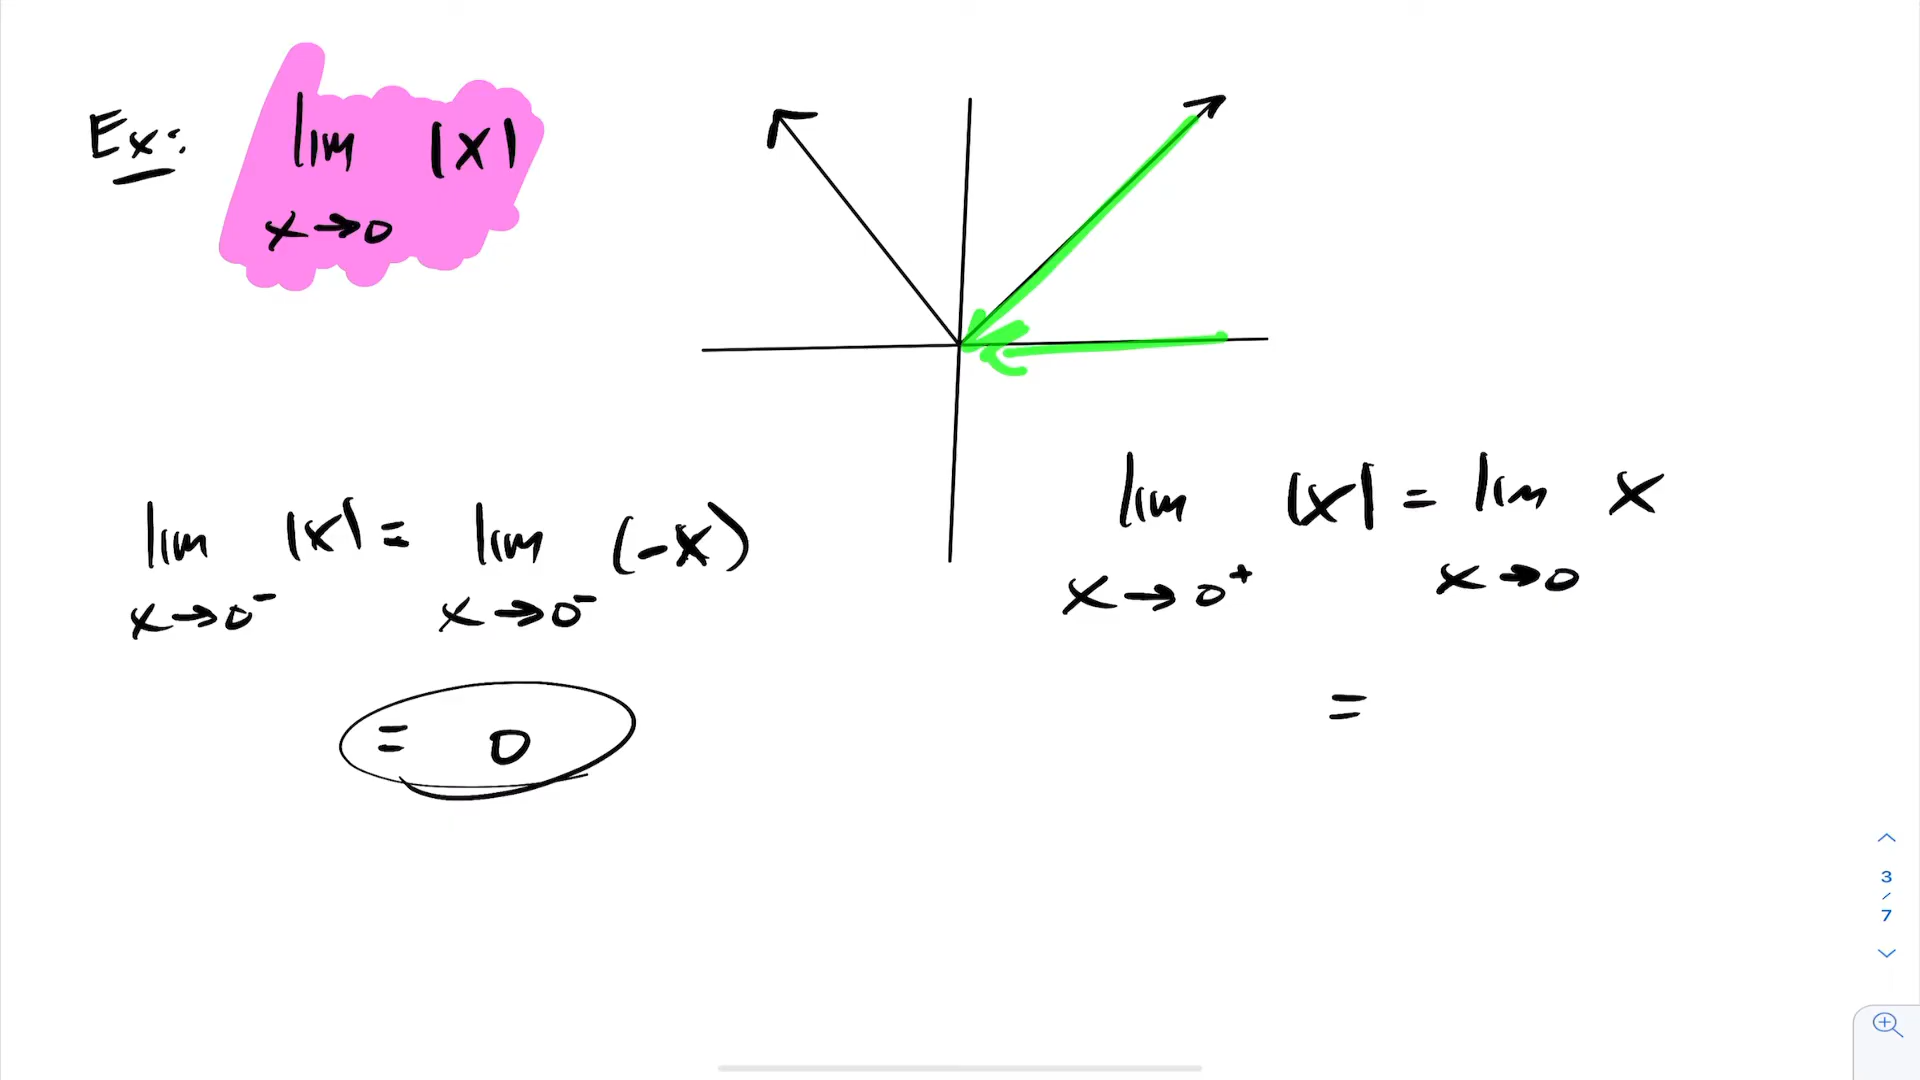 Ex: lim |x|
x→0
lim |x| = lim (-x)
x→0⁻ x→0⁻
= 0
lim |x| = lim x
x→0⁺ x→0
=
3
/
7